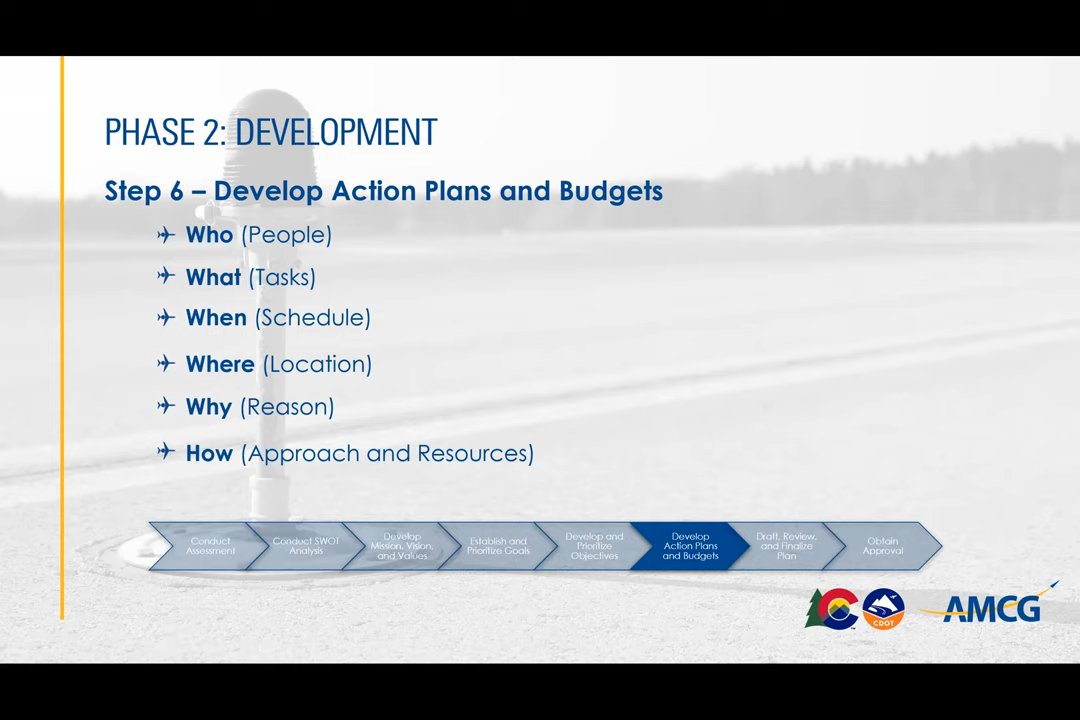 PHASE 2: DEVELOPMENT
Step 6 – Develop Action Plans and Budgets
Who (People)
What (Tasks)
When (Schedule)
Where (Location)
Why (Reason)
How (Approach and Resources)
Conduct
Assessment
Conduct SWOT
Analysis
Develop
Mission, Vision,
and Values
Establish and
Prioritize Goals
Develop and
Prioritize
Objectives
Develop
Action Plans
and Budgets
Draft, Review,
and Finalize
Plan
Obtain
Approval
CDOT
AMCG